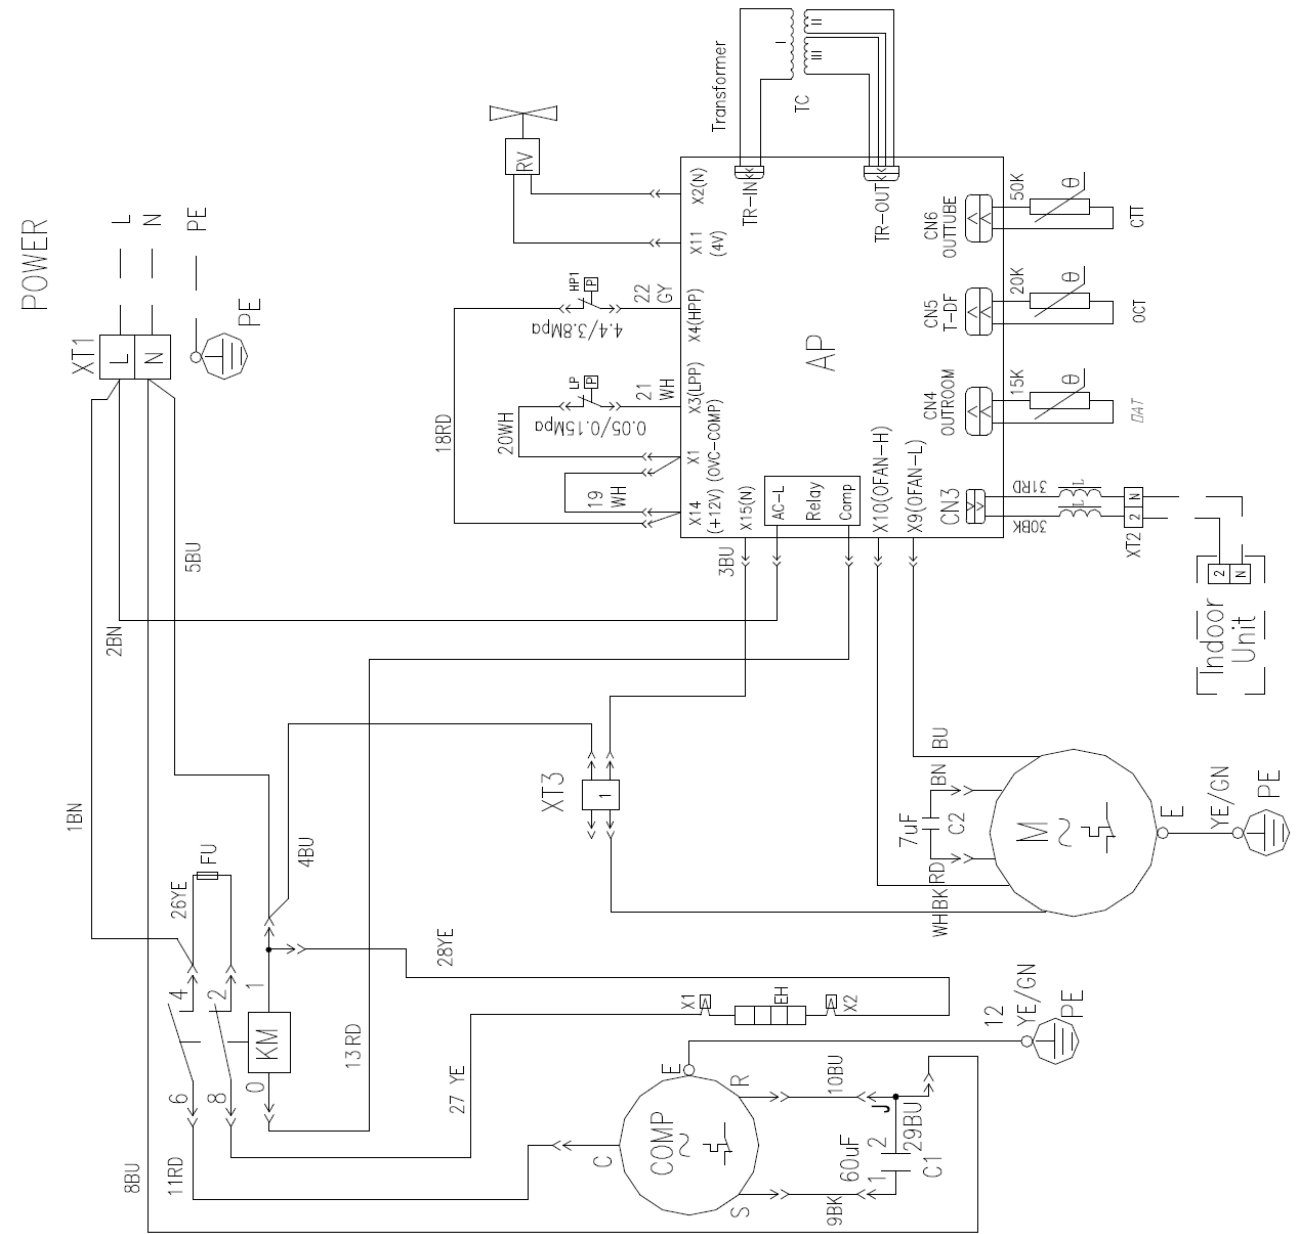 POWER
L
N
PE
XT1
L
N
PE
1BN
2BN
5BU
8BU
11RD
4
2
26YE
FU
1
6
8
0
KM
4BU
28YE
13 RD
27 YE
RV
18RD
20WH
19
WH
4.4/3.8Mpa
HP1
P
22
GY
0.05/0.15Mpa
LP
P
21
WH
Transformer
TC
I
II
III
TR-IN
TR-OUT
X2(N)
X11
(4V)
X4(HPP)
X3(LPP)
X1
(OVC-COMP)
X14
(+12V)
X15(N)
AC-L
Relay
Comp
X10(OFAN-H)
X9(OFAN-L)
AP
CN6
OUTTUBE
50K
θ
CTT
CN5
T-DF
20K
θ
OCT
CN4
OUTROOM
15K
θ
OAT
CN3
31RD
30BK
L
L
XT2
2
N
2
N
Indoor
Unit
3BU
XT3
1
BU
BN
7uF
C2
RD
BK
WH
M
~
E
YE/GN
PE
X1
EH
X2
12
YE/GN
PE
COMP
~
E
C
R
S
10BU
J
60uF
1
2
29BU
C1
9BK